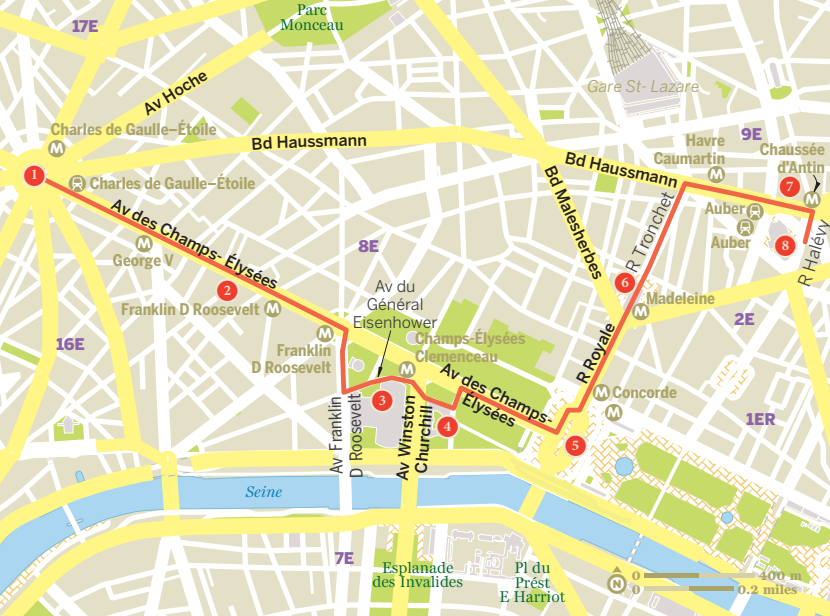 17E
Parc
Monceau
Gare St- Lazare
Av Hoche
Charles de Gaulle–Étoile
M
Bd Haussmann
9E
Havre
Caumartin
M
Chaussée
d'Antin
Bd Haussmann
1
Charles de Gaulle–Étoile
7
M
Av des Champs- Élysées
Bd Malesherbes
R Tronchet
Auber
Auber
8
R Halévy
8E
M
George V
2
Franklin D Roosevelt
M
Av du
Général
Eisenhower
6
Madeleine
M
2E
16E
M
Franklin
D Roosevelt
Champs-Élysées
Clemenceau
M
R Royale
Av des Champs-
Élysées
3
Concorde
M
M
Av Franklin
D Roosevelt
Av Winston
Churchill
4
5
1ER
Seine
7E
Esplanade
des Invalides
Pl du
Prést
E Harriot
N
0 400 m
0 0.2 miles